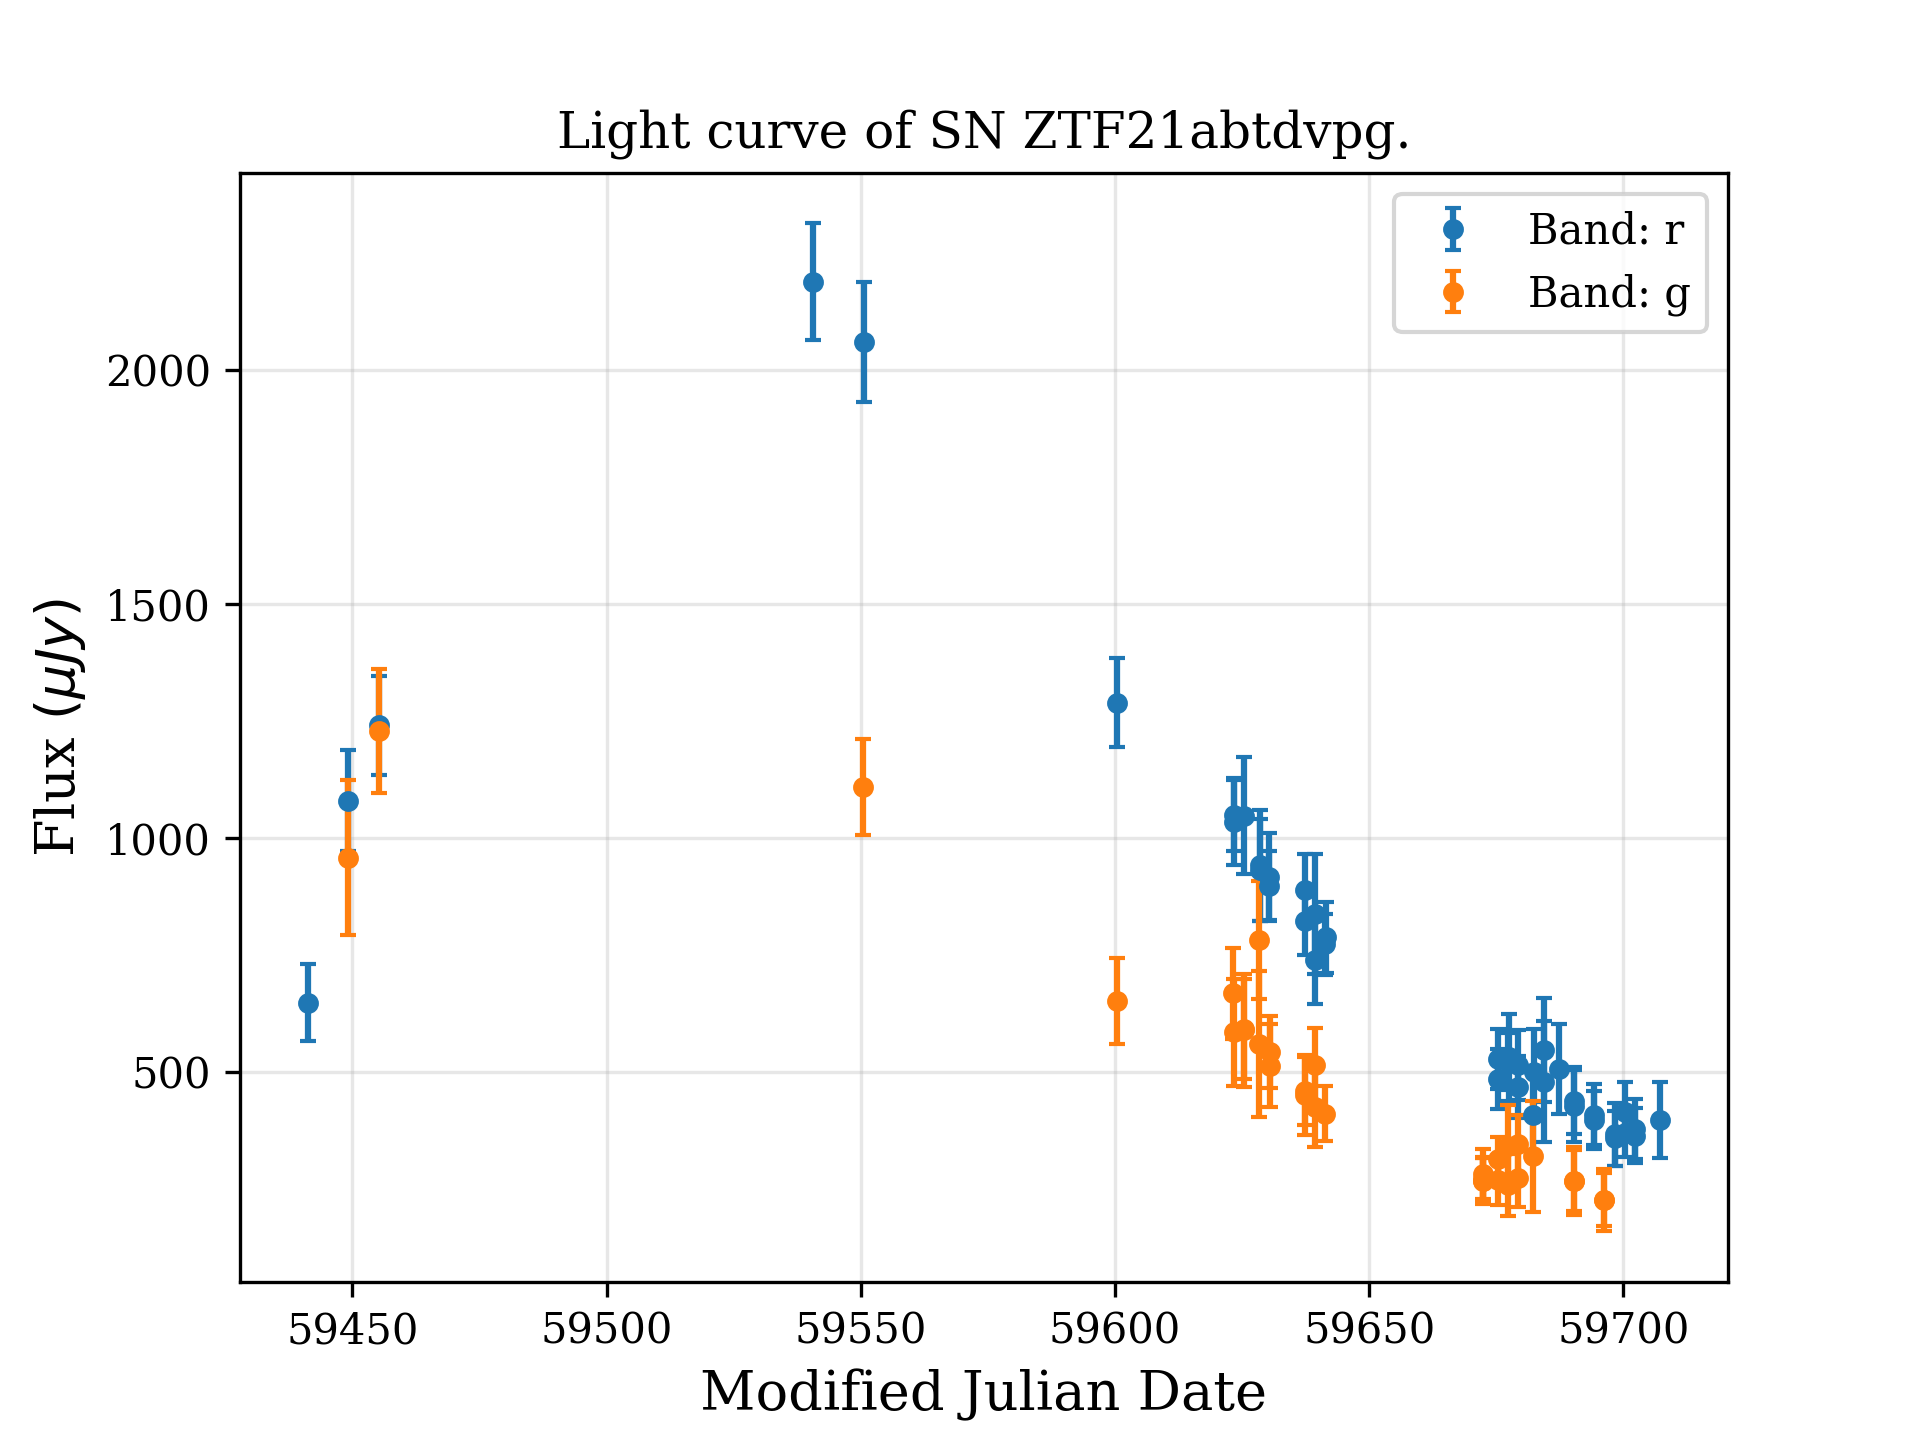 Light curve of SN ZTF21abtdvpg.
Band: r
Band: g
Flux (μJy)
2000
1500
1000
500
59450 59500 59550 59600 59650 59700
Modified Julian Date